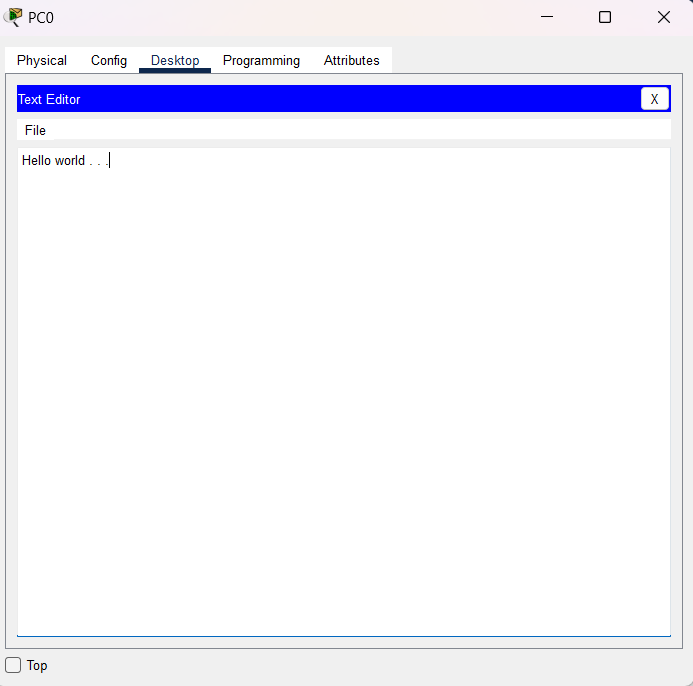 PC0
Physical Config Desktop Programming Attributes
Text Editor X
File
Hello world . . .
Top